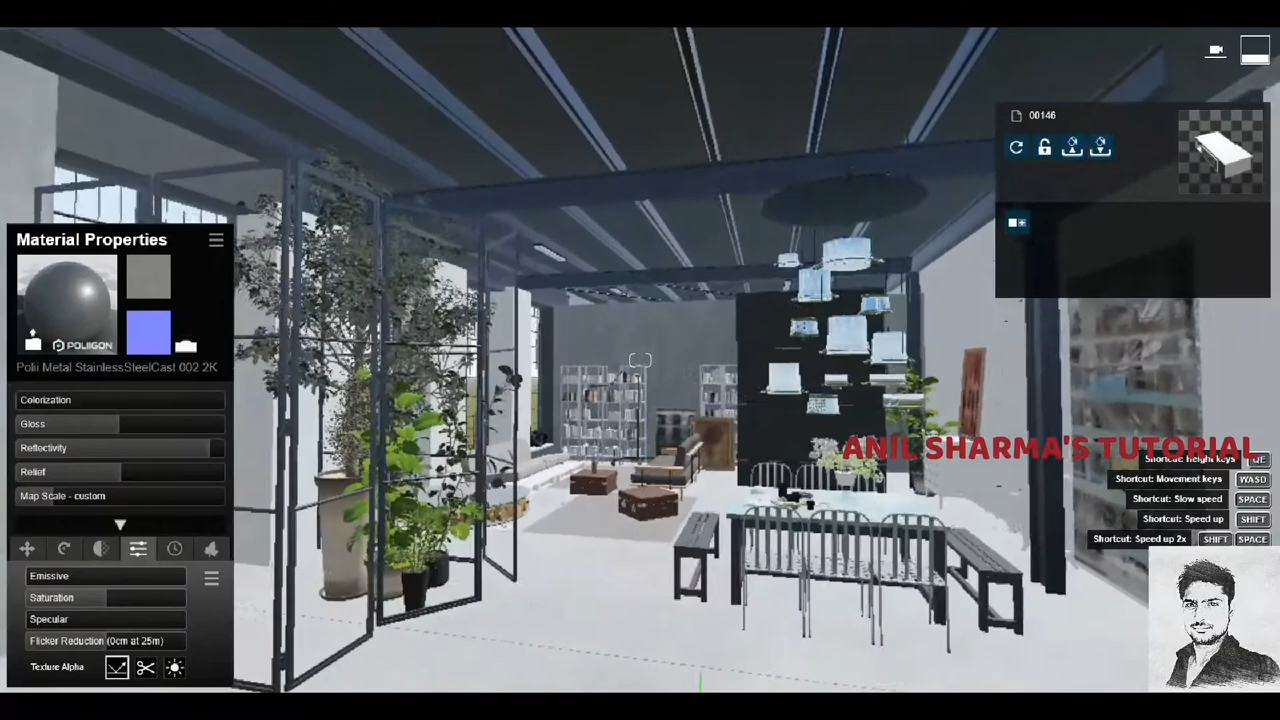 00146
Material Properties
POLIIGON
Polii Metal StainlessSteelCast 002 2K
Colorization
Gloss
Reflectivity
Relief
Map Scale - custom
Emissive
Saturation
Specular
Flicker Reduction (0cm at 25m)
Texture Alpha
ANIL SHARMA'S TUTORIAL
Shortcut: Height keys QE
Shortcut: Movement keys WASD
Shortcut: Slow speed SPACE
Shortcut: Speed up SHIFT
Shortcut: Speed up 2x SHIFT SPACE